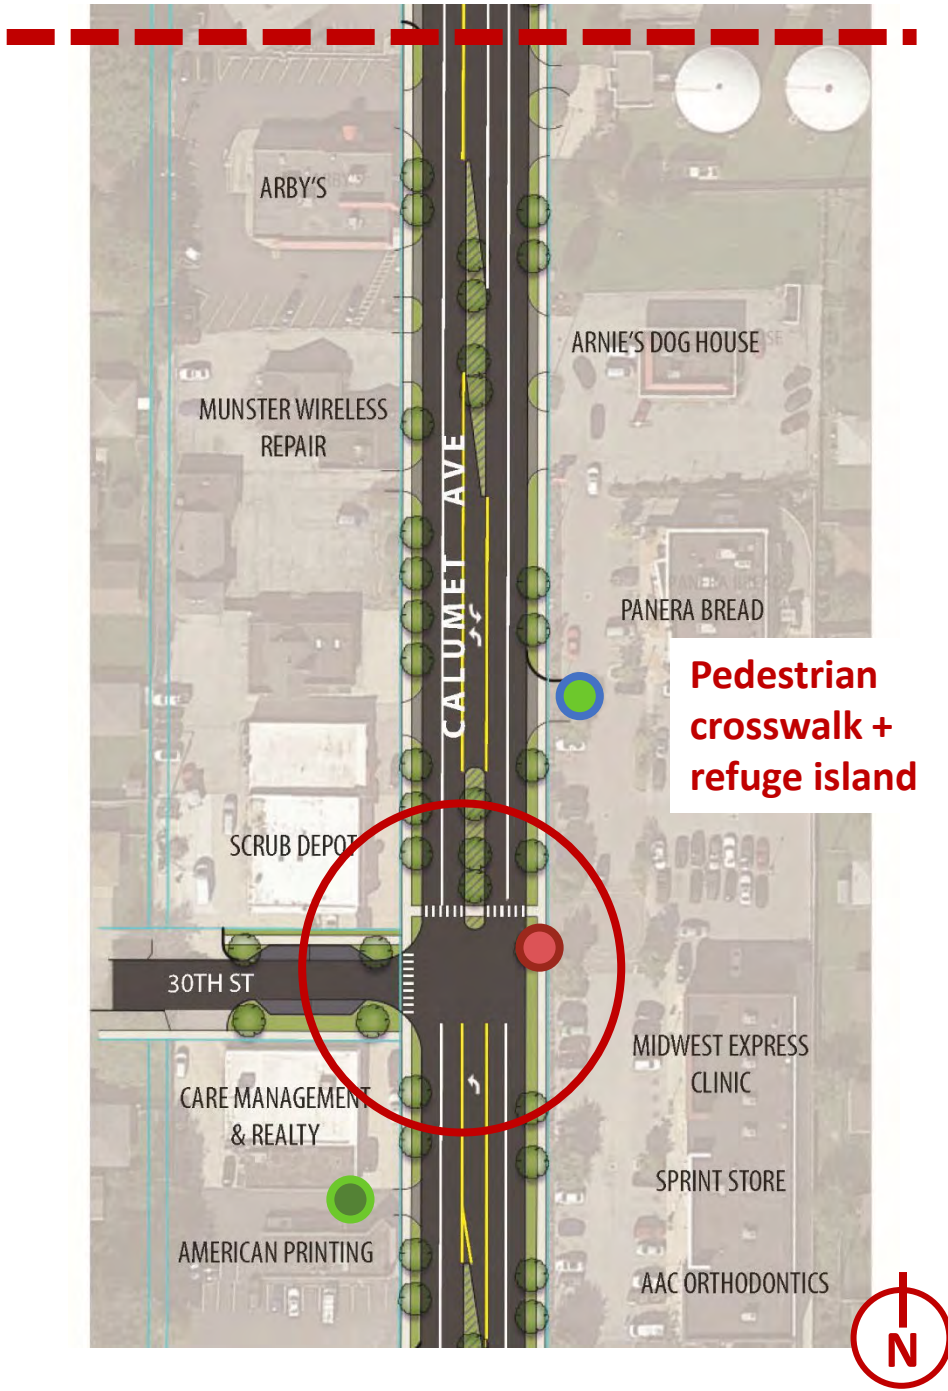 ARBY'S
ARNIE'S DOG HOUSE
MUNSTER WIRELESS
REPAIR
CALUMET AVE
PANERA BREAD
Pedestrian
crosswalk +
refuge island
SCRUB DEPOT
30TH ST
MIDWEST EXPRESS
CLINIC
CARE MANAGEMENT
& REALTY
SPRINT STORE
AMERICAN PRINTING
AAC ORTHODONTICS
N